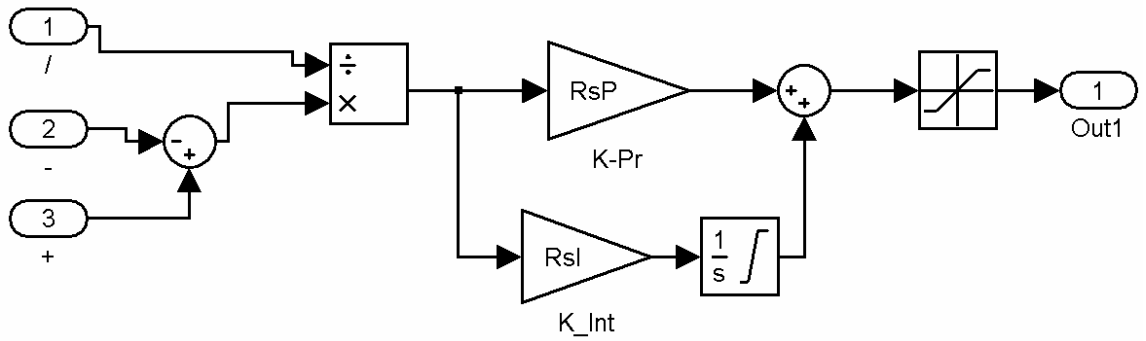 1
/
÷
×
2
-
-
+
3
+
RsP
K-Pr
+
+
1
Out1
RsI
K_Int
1
s